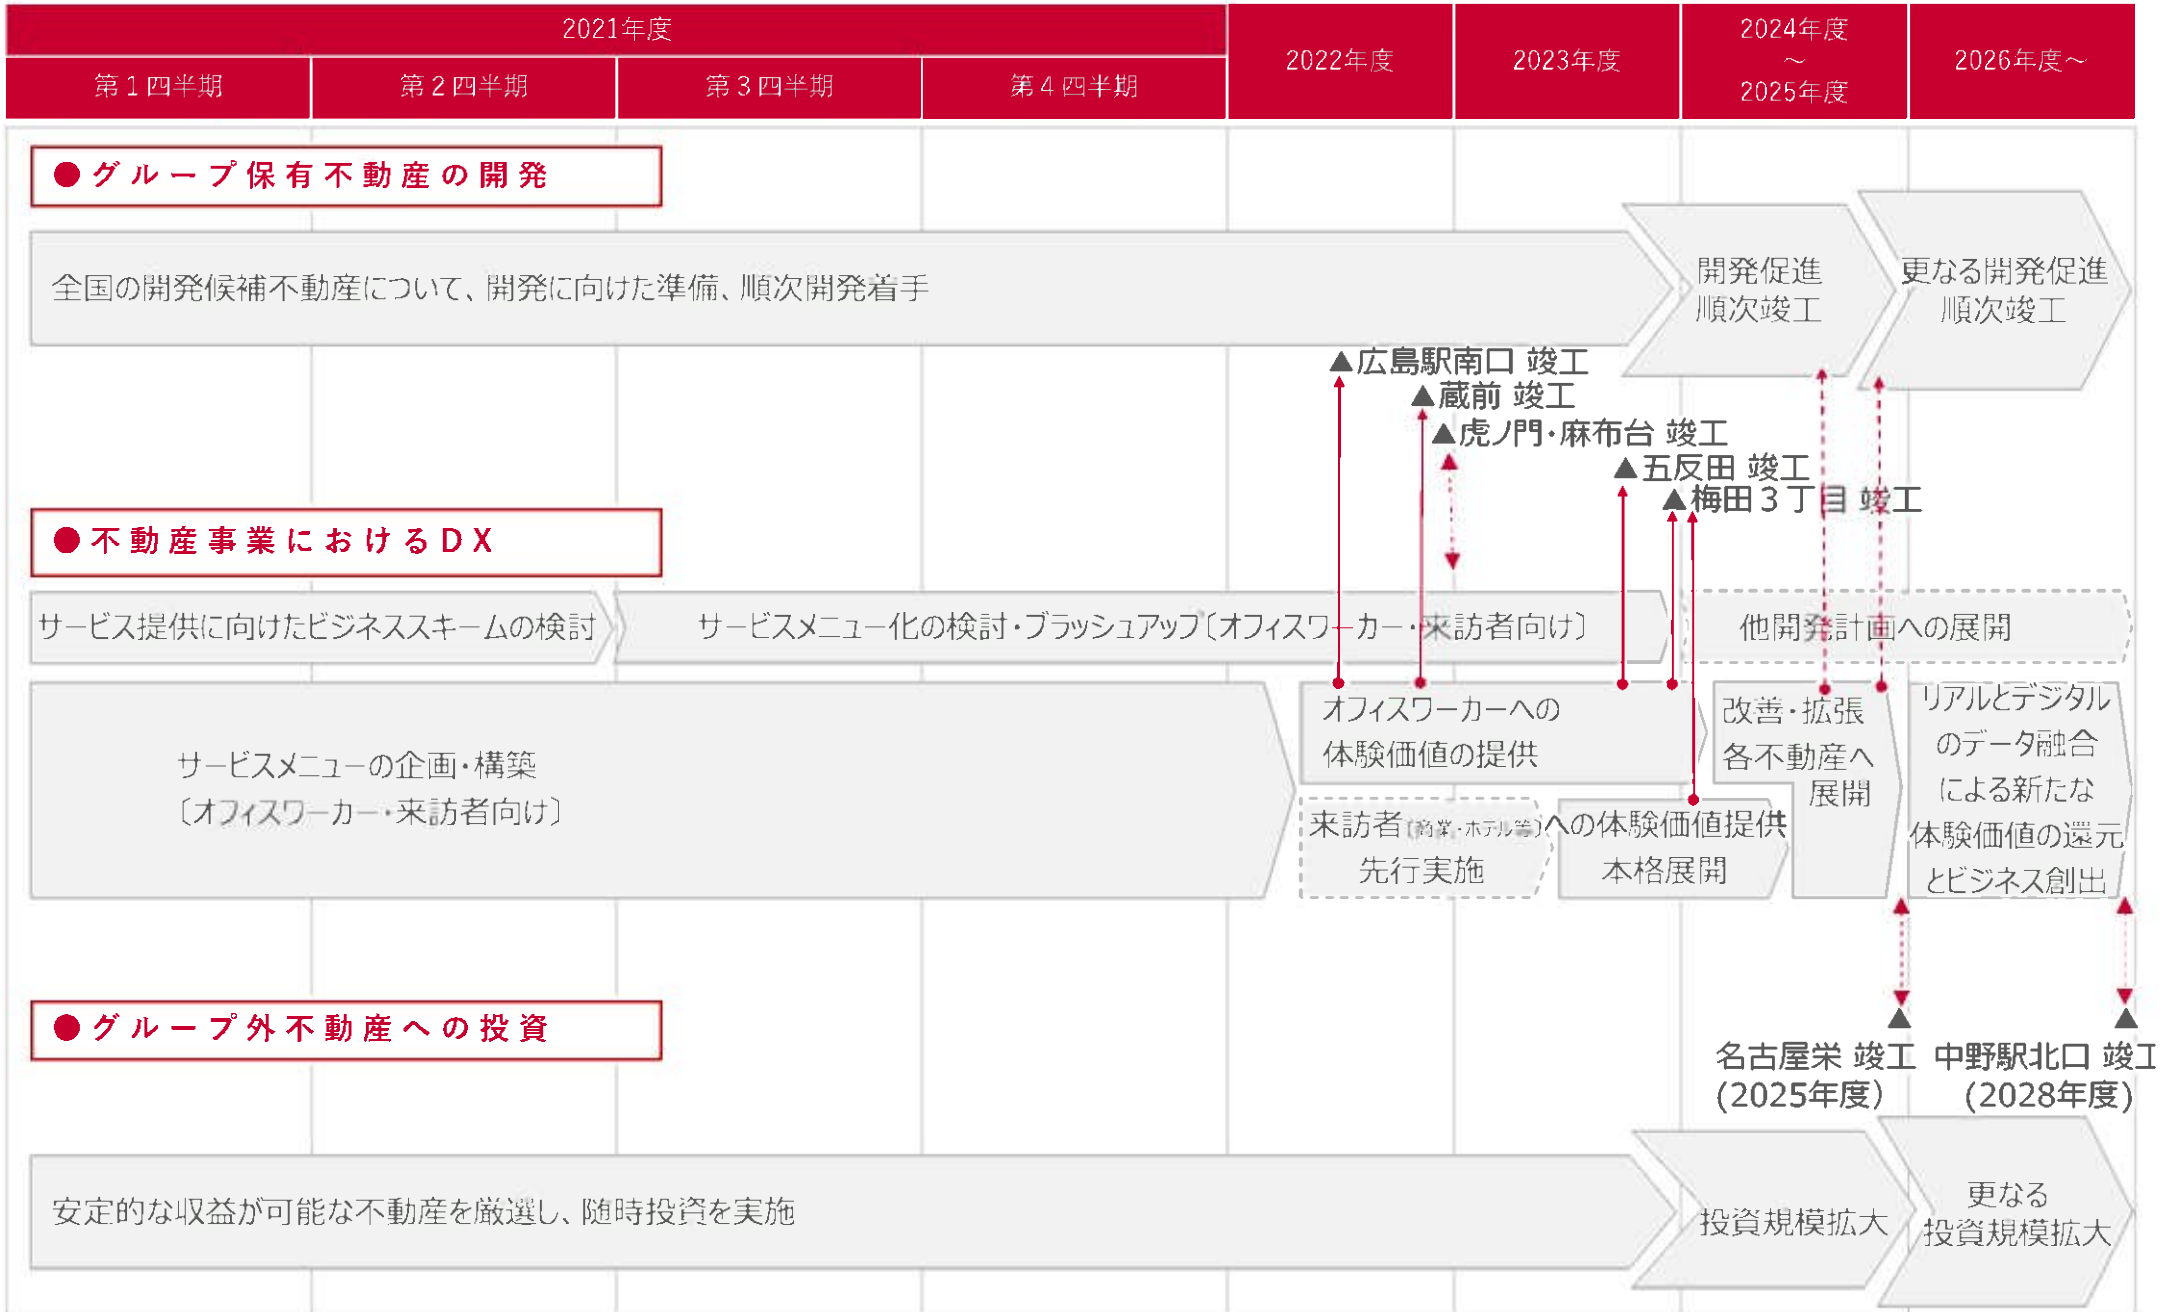 2021年度
2022年度
2023年度
2024年度
～
2025年度
2026年度～
第１四半期
第２四半期
第３四半期
第４四半期
●グループ保有不動産の開発
全国の開発候補不動産について、開発に向けた準備、順次開発着手
開発促進
順次竣工
更なる開発促進
順次竣工
▲広島駅南口 竣工
▲蔵前 竣工
▲虎ノ門・麻布台 竣工
▲五反田 竣工
▲梅田３丁目 竣工
●不動産事業におけるDX
サービス提供に向けたビジネススキームの検討
サービスメニュー化の検討・ブラッシュアップ〔オフィスワーカー・来訪者向け〕
他開発計画への展開
サービスメニューの企画・構築
〔オフィスワーカー・来訪者向け〕
オフィスワーカーへの
体験価値の提供
来訪者〔商業・ホテル等〕への体験価値提供
先行実施
本格展開
改善・拡張
各不動産へ
展開
リアルとデジタル
のデータ融合
による新たな
体験価値の還元
とビジネス創出
●グループ外不動産への投資
▲
名古屋栄 竣工
(2025年度)
▲
中野駅北口 竣工
(2028年度)
安定的な収益が可能な不動産を厳選し、随時投資を実施
投資規模拡大
更なる
投資規模拡大